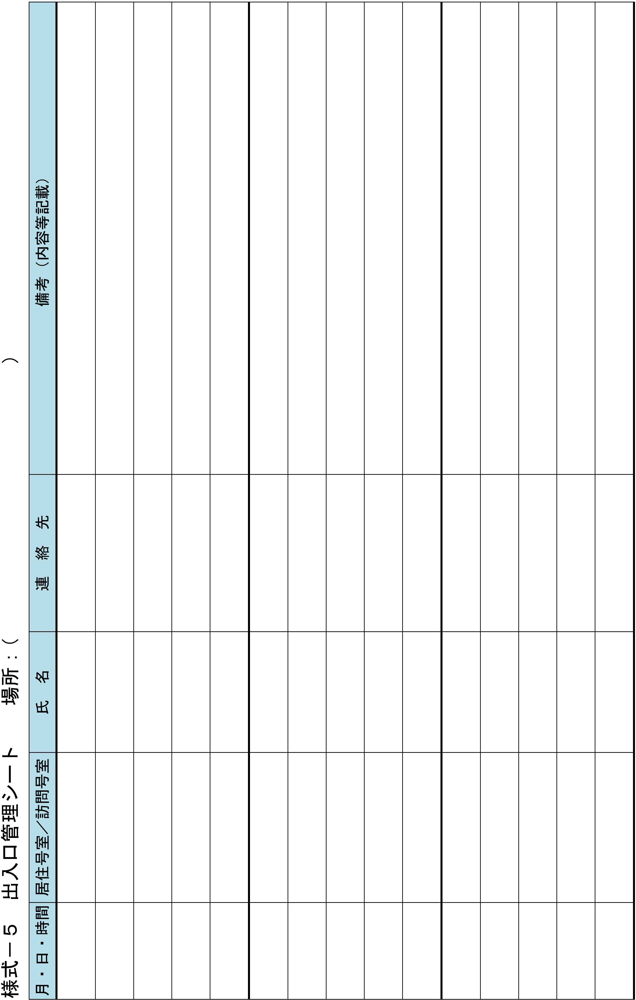 様式－５　出入口管理シート　　場所：（　　　　　　　　　　　　　　）
月・日・時間　居住号室／訪問号室　氏　名　連　絡　先　備考（内容等記載）